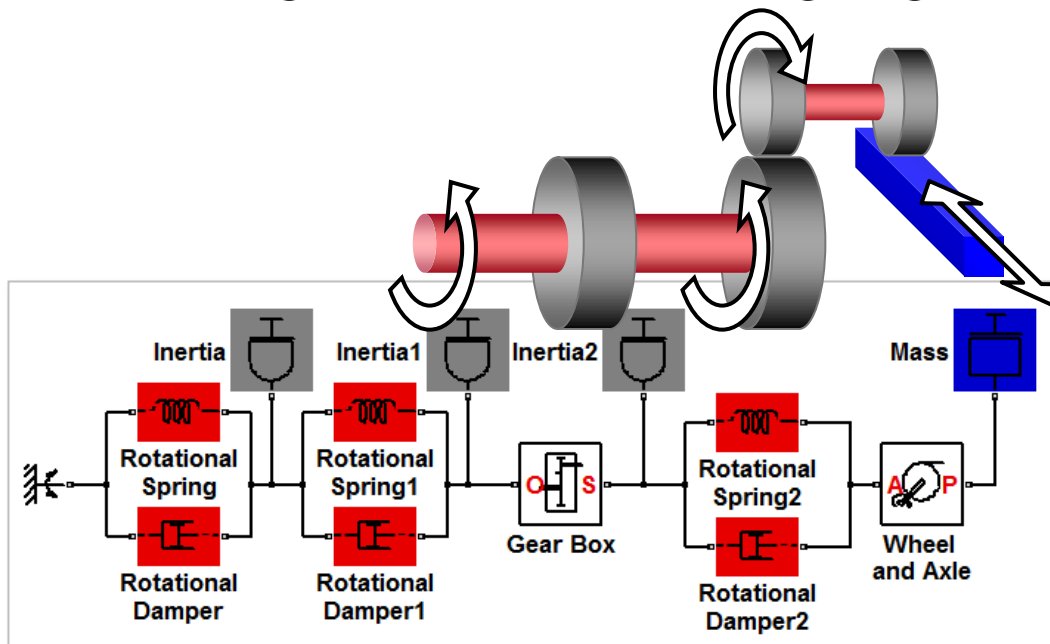 Inertia
Inertia1
Inertia2
Mass
Rotational
Spring
Rotational
Spring1
O
S
Gear Box
Rotational
Spring2
A
P
Wheel
and Axle
Rotational
Damper
Rotational
Damper1
Rotational
Damper2